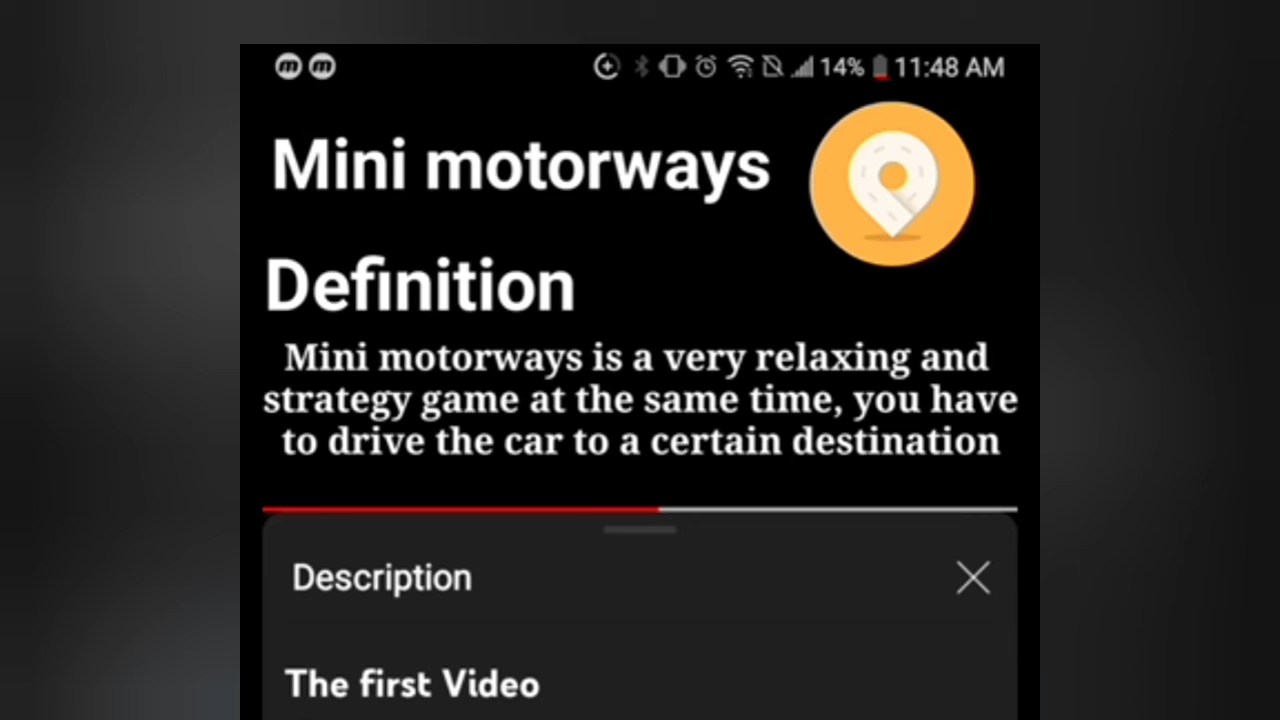 14% 11:48 AM
Mini motorways
Definition
Mini motorways is a very relaxing and
strategy game at the same time, you have
to drive the car to a certain destination
Description
The first Video